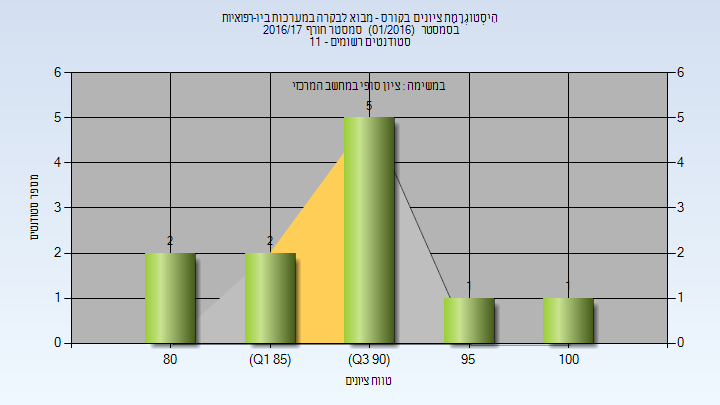 היסטוגרמת ציונים בקורס - מבוא לבקרה במערכות ביו-רפואיות
בסמסטר (01/2016) סמסטר חורף 2016/17
סטודנטים רשומים - 11
במשימה : ציון סופי במחשב המרכזי
6 6
5 5
4 4
3 3
2 2
1 1
0 0
2 2 5 1 1
מספר סטודנטים
80 (Q1 85) (Q3 90) 95 100
טווח ציונים